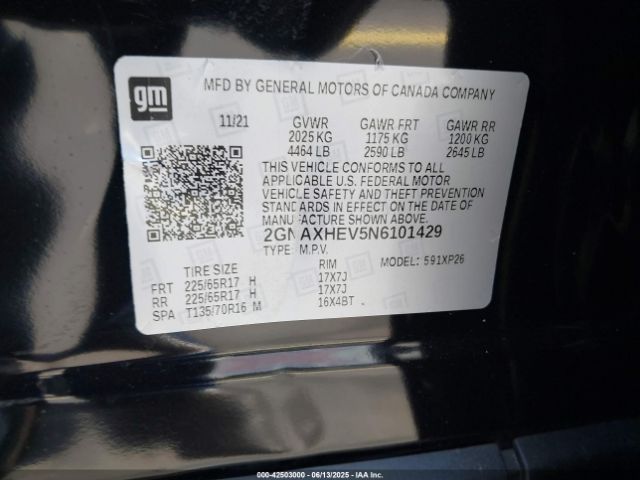 gm
MFD BY GENERAL MOTORS OF CANADA COMPANY
11/21 GVWR GAWR FRT GAWR RR
2025 KG 1175 KG 1200 KG
4464 LB 2590 LB 2645 LB
THIS VEHICLE CONFORMS TO ALL
APPLICABLE U.S. FEDERAL MOTOR
VEHICLE SAFETY AND THEFT PREVENTION
STANDARDS IN EFFECT ON THE DATE OF
MANUFACTURE SHOWN ABOVE.
2GNAXHEV5N6101429
TYPE: M.P.V. MODEL: 591XP26
TIRE SIZE RIM
FRT 225/65R17 H 17X7J
RR 225/65R17 H 17X7J
SPA T135/70R16 M 16X4BT
000-42503000 - 06/13/2025 - IAA Inc.